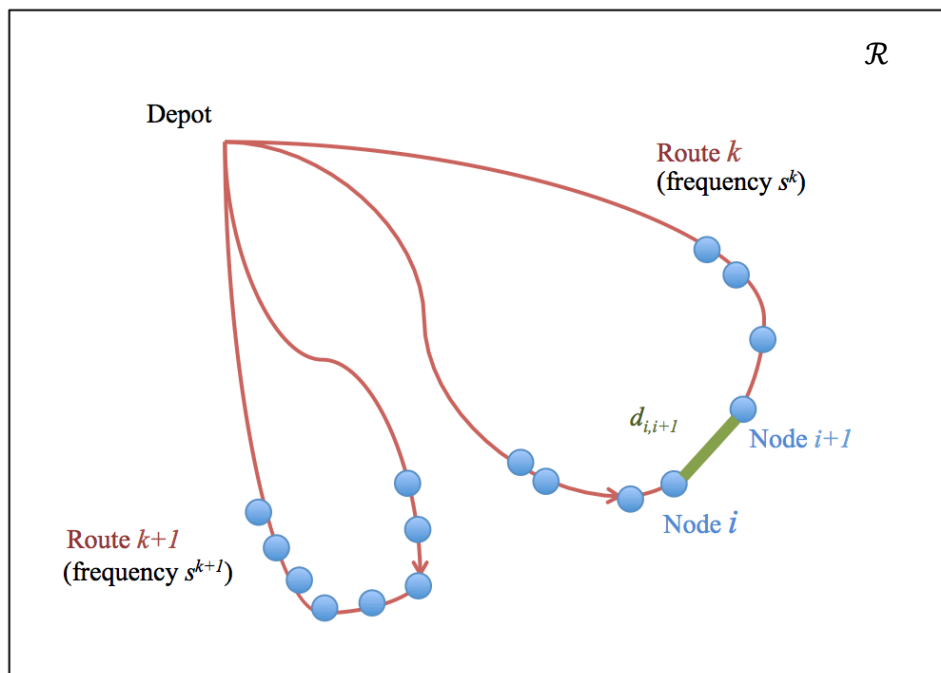 ℛ
Depot
Route k
(frequency sᵏ)
dᵢ,ᵢ₊₁
Node i+1
Node i
Route k+1
(frequency sᵏ⁺¹)